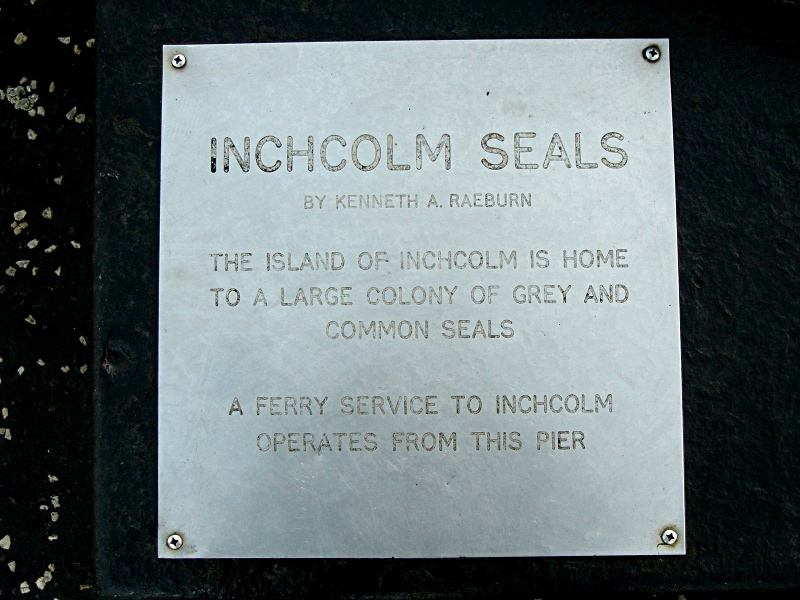 INCHCOLM SEALS
BY KENNETH A. RAEBURN
THE ISLAND OF INCHCOLM IS HOME
TO A LARGE COLONY OF GREY AND
COMMON SEALS
A FERRY SERVICE TO INCHCOLM
OPERATES FROM THIS PIER